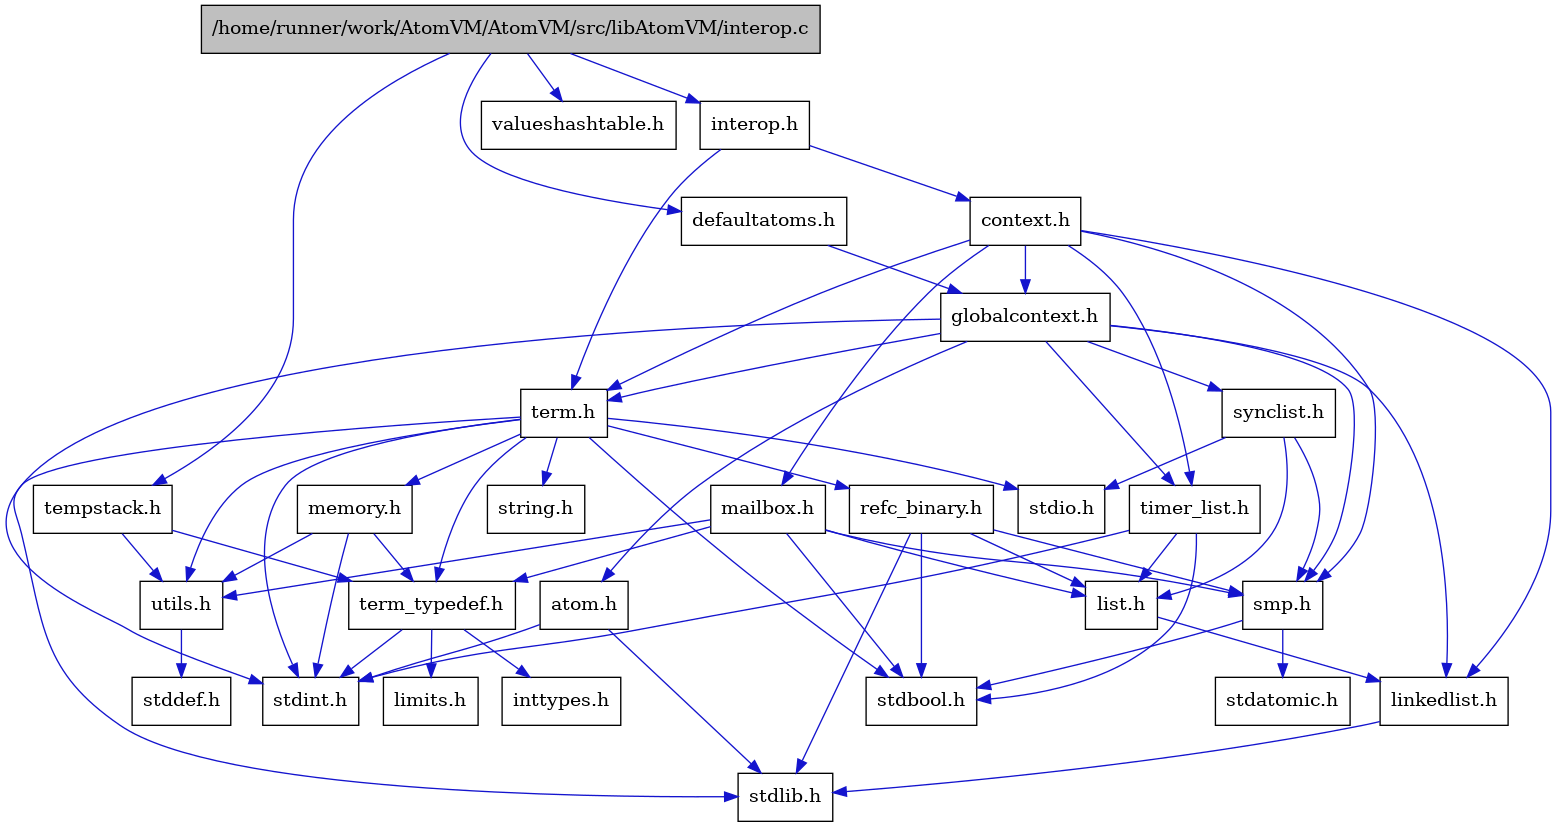 /home/runner/work/AtomVM/AtomVM/src/libAtomVM/interop.c
valueshashtable.h
interop.h
defaultatoms.h
context.h
globalcontext.h
term.h
synclist.h
tempstack.h
memory.h
string.h
mailbox.h
refc_binary.h
stdio.h
timer_list.h
utils.h
term_typedef.h
atom.h
list.h
smp.h
stddef.h
stdint.h
limits.h
inttypes.h
stdbool.h
stdatomic.h
linkedlist.h
stdlib.h